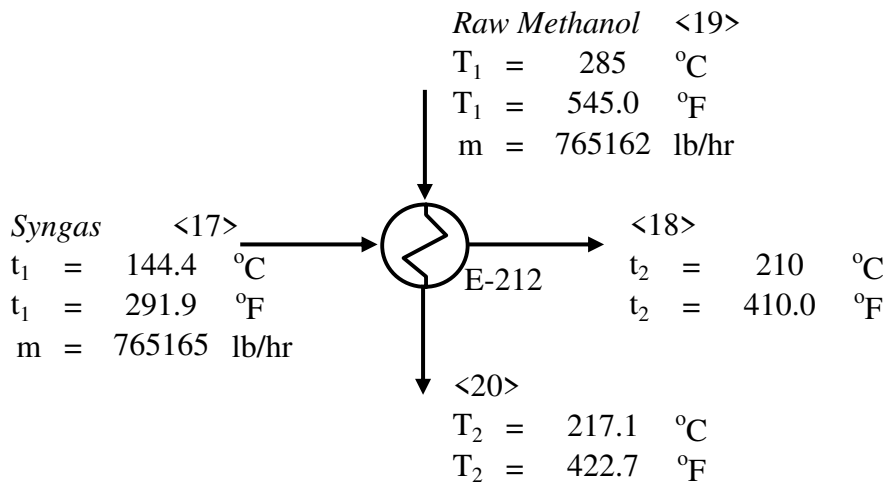 Raw Methanol <19>
T₁ = 285 °C
T₁ = 545.0 °F
m = 765162 lb/hr
Syngas <17>
t₁ = 144.4 °C
t₁ = 291.9 °F
m = 765165 lb/hr
E-212
<18>
t₂ = 210 °C
t₂ = 410.0 °F
<20>
T₂ = 217.1 °C
T₂ = 422.7 °F